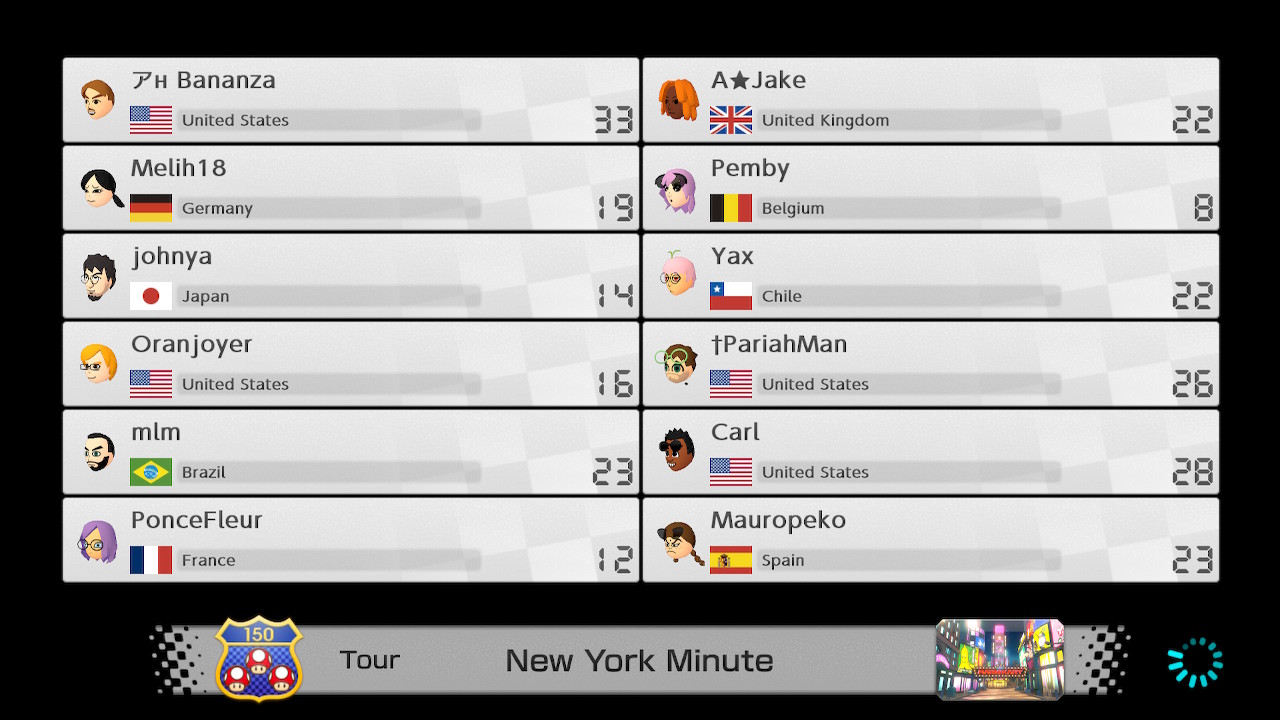 アн Bananza
United States
33
A★Jake
United Kingdom
22
Melih18
Germany
19
Pemby
Belgium
8
johnya
Japan
14
Yax
Chile
22
Oranjoyer
United States
16
†PariahMan
United States
26
mlm
Brazil
23
Carl
United States
28
PonceFleur
France
12
Mauropeko
Spain
23
150
Tour
New York Minute